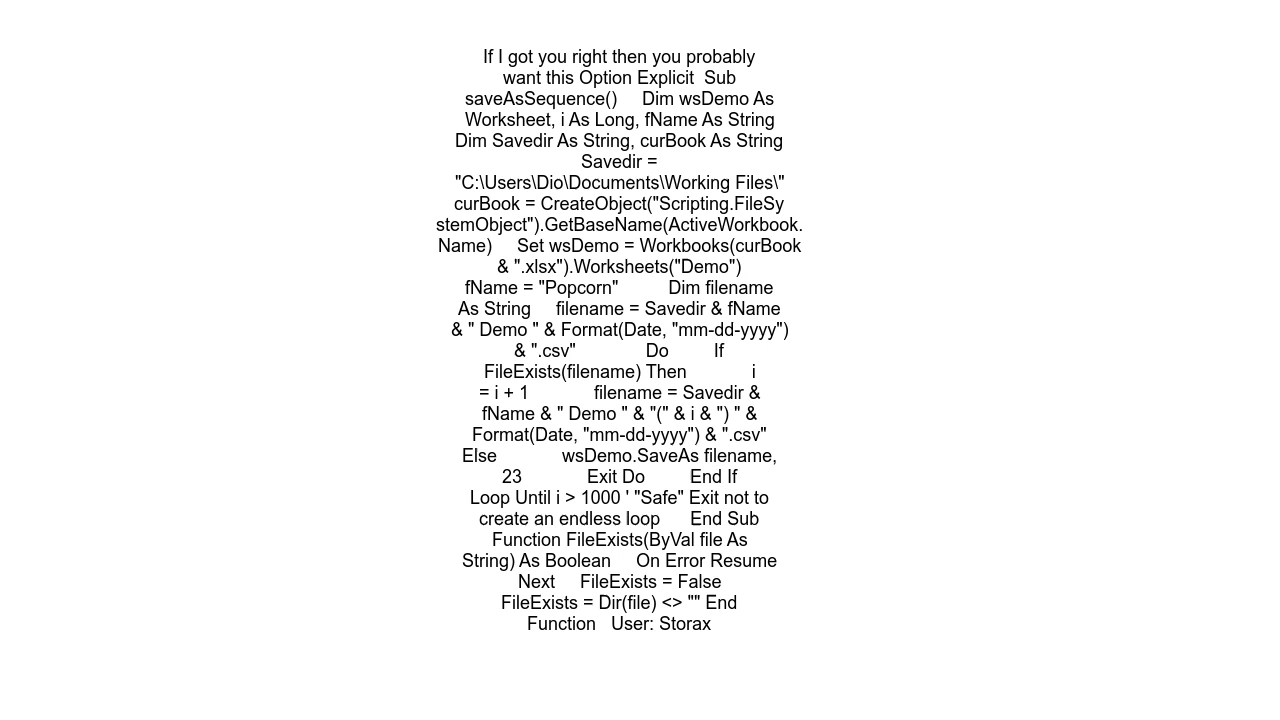 If I got you right then you probably
want this Option Explicit  Sub
saveAsSequence()     Dim wsDemo As
Worksheet, i As Long, fName As String
Dim Savedir As String, curBook As String
Savedir =
"C:\Users\Dio\Documents\Working Files\"
curBook = CreateObject("Scripting.FileSy
stemObject").GetBaseName(ActiveWorkbook.
Name)     Set wsDemo = Workbooks(curBook
& ".xlsx").Worksheets("Demo")
fName = "Popcorn"          Dim filename
As String     filename = Savedir & fName
& " Demo " & Format(Date, "mm-dd-yyyy")
& ".csv"              Do         If
FileExists(filename) Then             i
= i + 1             filename = Savedir &
fName & " Demo " & "(" & i & ") " &
Format(Date, "mm-dd-yyyy") & ".csv"
Else             wsDemo.SaveAs filename,
23             Exit Do         End If
Loop Until i > 1000 ' "Safe" Exit not to
create an endless loop      End Sub
Function FileExists(ByVal file As
String) As Boolean     On Error Resume
Next     FileExists = False
FileExists = Dir(file) <> "" End
Function   User: Storax